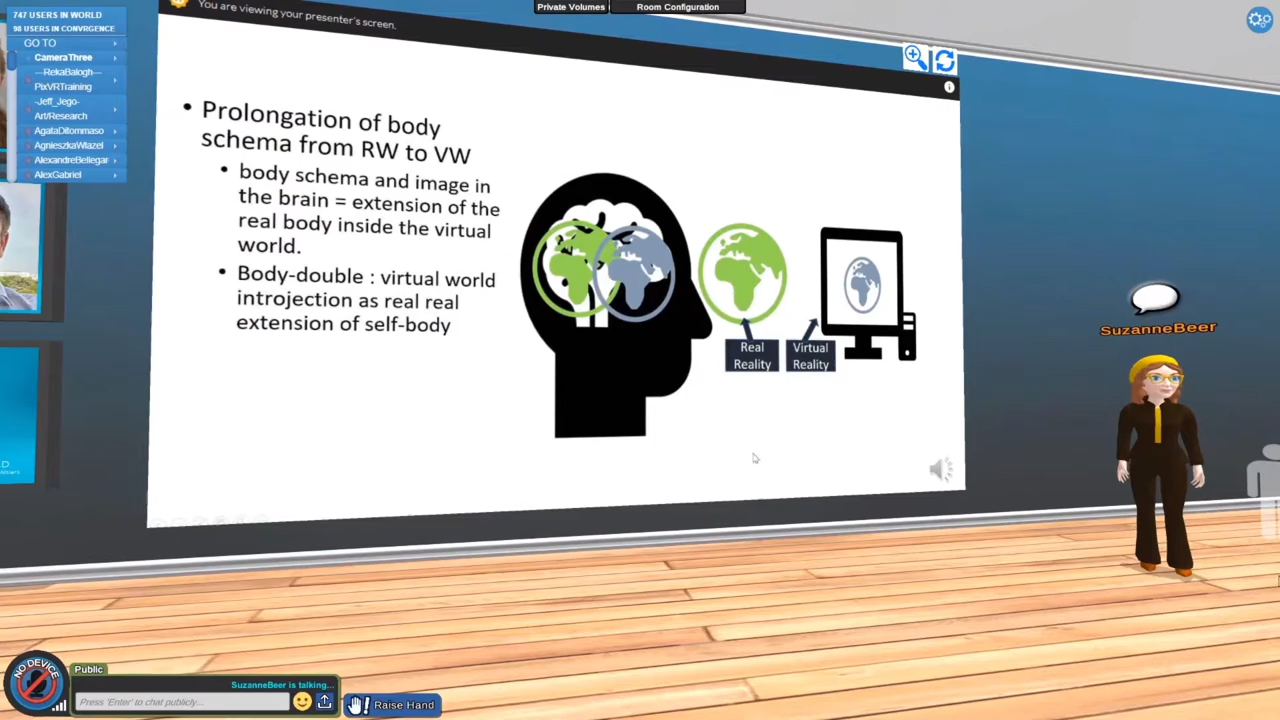 747 USERS IN WORLD
98 USERS IN CONVRGENCE
GO TO
CameraThree
---RekaBalogh---
PixVRTraining
-Jeff_Jego-
Art/Research
AgataDitommaso
AgnieszkaWlazel
AlexandreBellegar
AlexGabriel
Private Volumes
Room Configuration
You are viewing your presenter's screen.
• Prolongation of body
schema from RW to VW
• body schema and image in
the brain = extension of the
real body inside the virtual
world.
• Body-double : virtual world
introjection as real real
extension of self-body
Real
Reality
Virtual
Reality
SuzanneBeer
NO DEVICE
Public
SuzanneBeer is talking...
Press 'Enter' to chat publicly...
Raise Hand